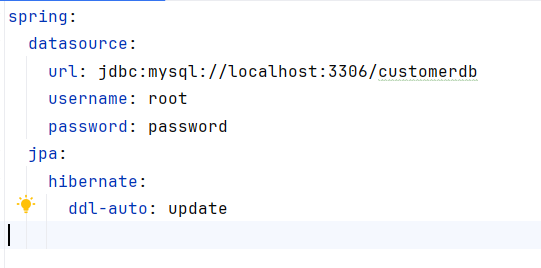 spring:
  datasource:
    url: jdbc:mysql://localhost:3306/customerdb
    username: root
    password: password
  jpa:
    hibernate:
      ddl-auto: update